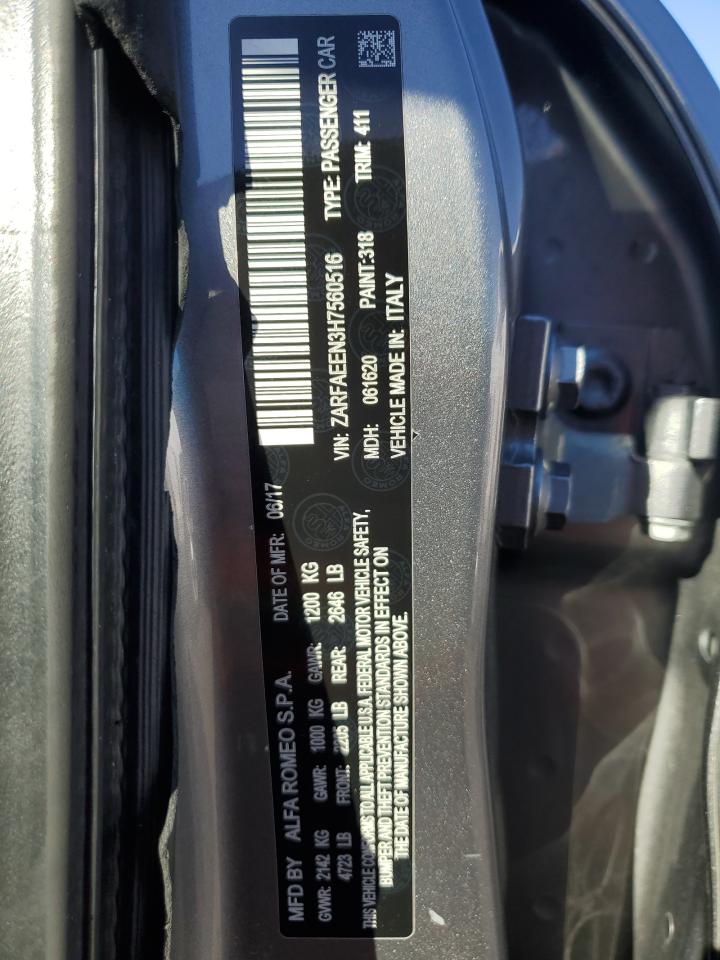 MFD BY ALFA ROMEO S.P.A. DATE OF MFR: 06/17
GVWR: 2142 KG GAWR: 1000 KG GAWR: 1200 KG
4723 LB FRONT: 2205 LB REAR: 2646 LB
THIS VEHICLE CONFORMS TO ALL APPLICABLE U.S.A. FEDERAL MOTOR VEHICLE SAFETY,
BUMPER AND THEFT PREVENTION STANDARDS IN EFFECT ON
THE DATE OF MANUFACTURE SHOWN ABOVE.
VIN: ZARFAEEN3H7560516 TYPE: PASSENGER CAR
MDH: 061620 PAINT:318 TRIM: 411
VEHICLE MADE IN: ITALY